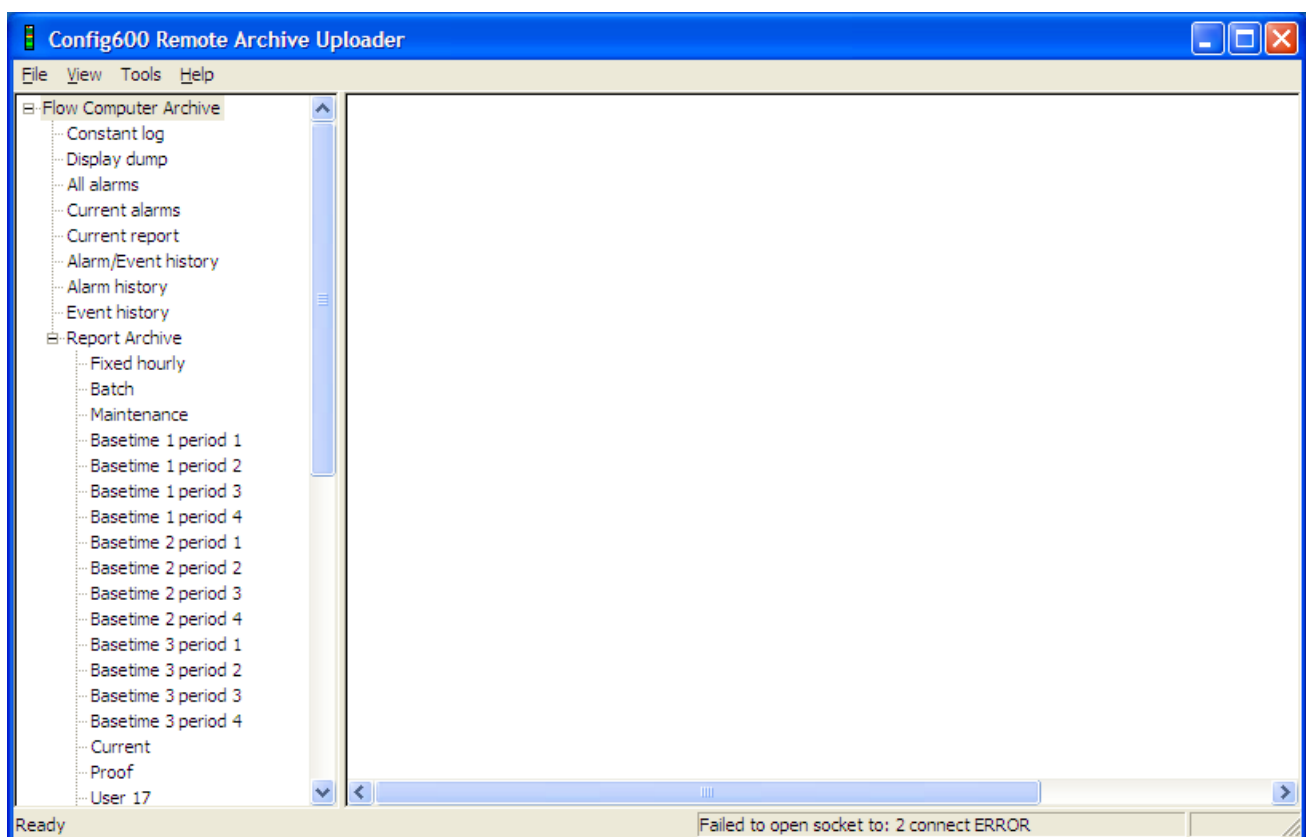 Config600 Remote Archive Uploader
File View Tools Help
Flow Computer Archive
Constant log
Display dump
All alarms
Current alarms
Current report
Alarm/Event history
Alarm history
Event history
Report Archive
Fixed hourly
Batch
Maintenance
Basetime 1 period 1
Basetime 1 period 2
Basetime 1 period 3
Basetime 1 period 4
Basetime 2 period 1
Basetime 2 period 2
Basetime 2 period 3
Basetime 2 period 4
Basetime 3 period 1
Basetime 3 period 2
Basetime 3 period 3
Basetime 3 period 4
Current
Proof
User 17
Ready Failed to open socket to: 2 connect ERROR